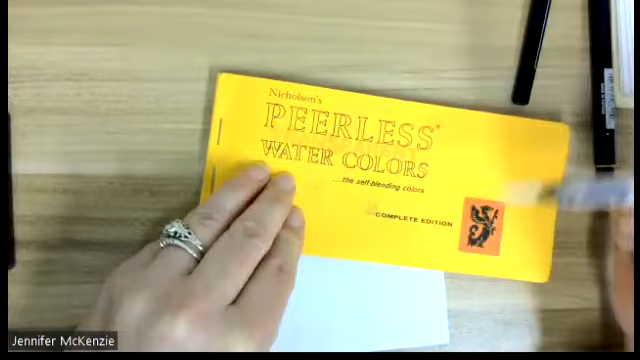 Nicholson's
PEERLESS
WATER COLORS
...the self-blending colors
COMPLETE EDITION
Jennifer McKenzie